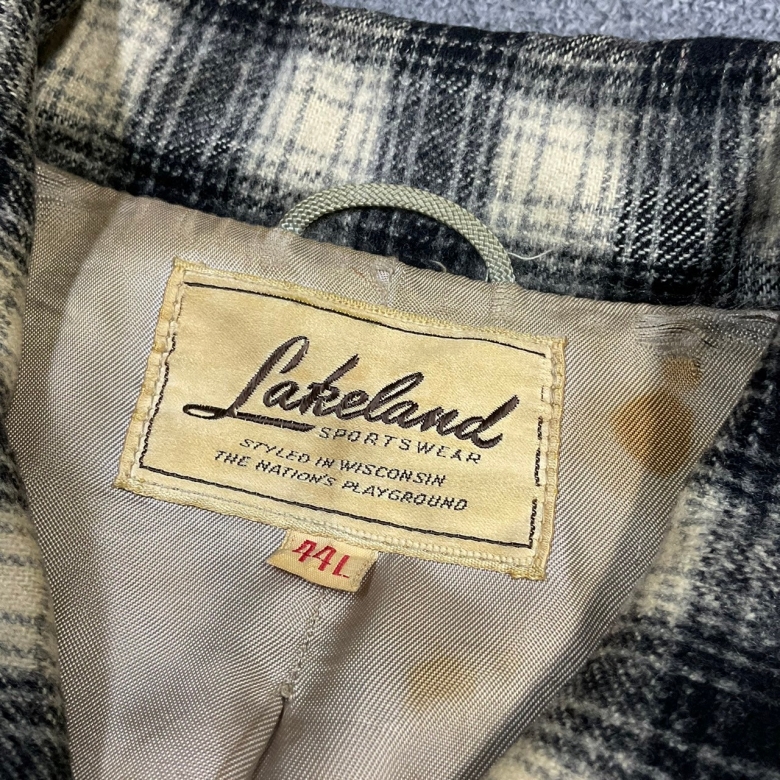 Lakeland
SPORTSWEAR
STYLED IN WISCONSIN
THE NATION'S PLAYGROUND
44L